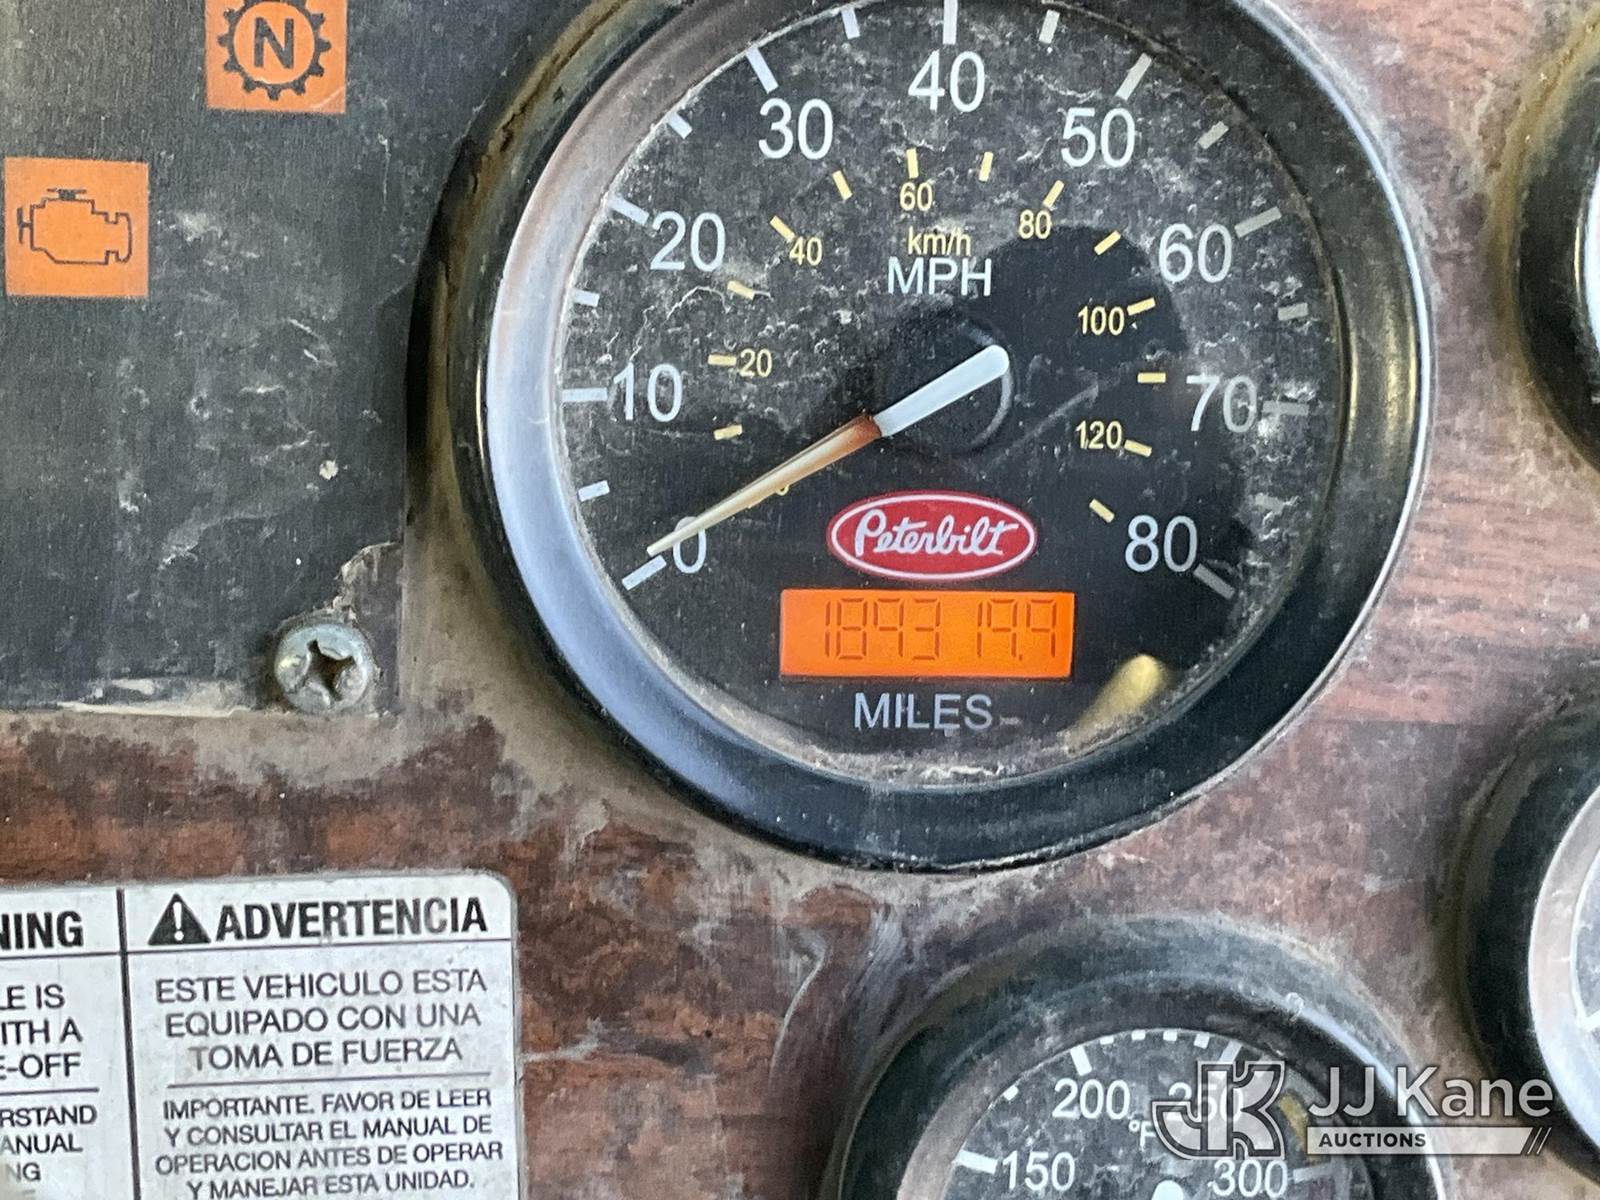 N
40
30
50
60
20
80
40
km/h
60
MPH
100
20
10
70
120
Peterbilt
0
80
MILES
NING
ADVERTENCIA
LE IS
ITH A
E-OFF
ESTE VEHICULO ESTA
EQUIPADO CON UNA
TOMA DE FUERZA
RSTAND
ANUAL
NG
IMPORTANTE. FAVOR DE LEER
Y CONSULTAR EL MANUAL DE
OPERACION ANTES DE OPERAR
Y MANEJAR ESTA UNIDAD.
200
250
°F
150
300
JK
JJ Kane
AUCTIONS